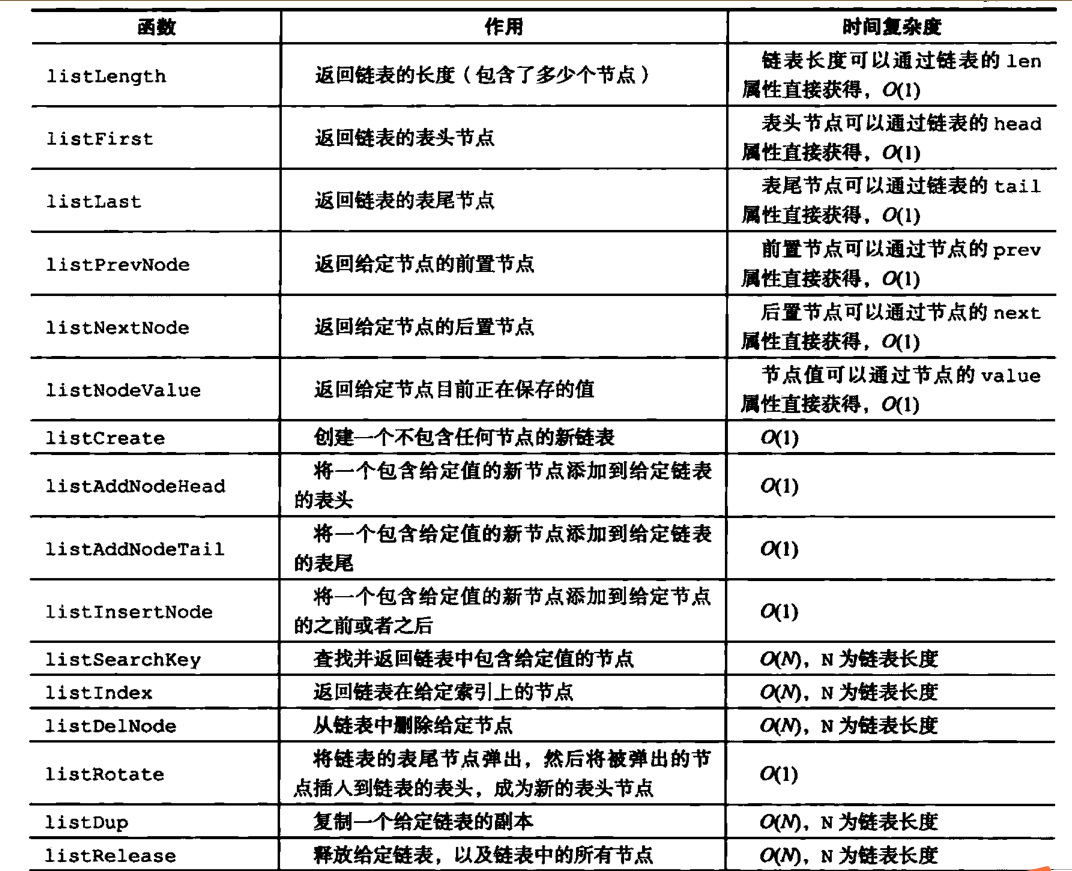 函数 作用 时间复杂度
listLength 返回链表的长度（包含了多少个节点） 链表长度可以通过链表的 len
属性直接获得，O(1)
listFirst 返回链表的表头节点 表头节点可以通过链表的 head
属性直接获得，O(1)
listLast 返回链表的表尾节点 表尾节点可以通过链表的 tail
属性直接获得，O(1)
listPrevNode 返回给定节点的前置节点 前置节点可以通过节点的 prev
属性直接获得，O(1)
listNextNode 返回给定节点的后置节点 后置节点可以通过节点的 next
属性直接获得，O(1)
listNodeValue 返回给定节点目前正在保存的值 节点值可以通过节点的 value
属性直接获得，O(1)
listCreate 创建一个不包含任何节点的新链表 O(1)
listAddNodeHead 将一个包含给定值的新节点添加到给定链表
的表头 O(1)
listAddNodeTail 将一个包含给定值的新节点添加到给定链表
的表尾 O(1)
listInsertNode 将一个包含给定值的新节点添加到给定节点
的之前或者之后 O(1)
listSearchKey 查找并返回链表中包含给定值的节点 O(N)，N 为链表长度
listIndex 返回链表在给定索引上的节点 O(N)，N 为链表长度
listDelNode 从链表中删除给定节点 O(N)，N 为链表长度
listRotate 将链表的表尾节点弹出，然后将被弹出的节
点插入到链表的表头，成为新的表头节点 O(1)
listDup 复制一个给定链表的副本 O(N)，N 为链表长度
listRelease 释放给定链表，以及链表中的所有节点 O(N)，N 为链表长度